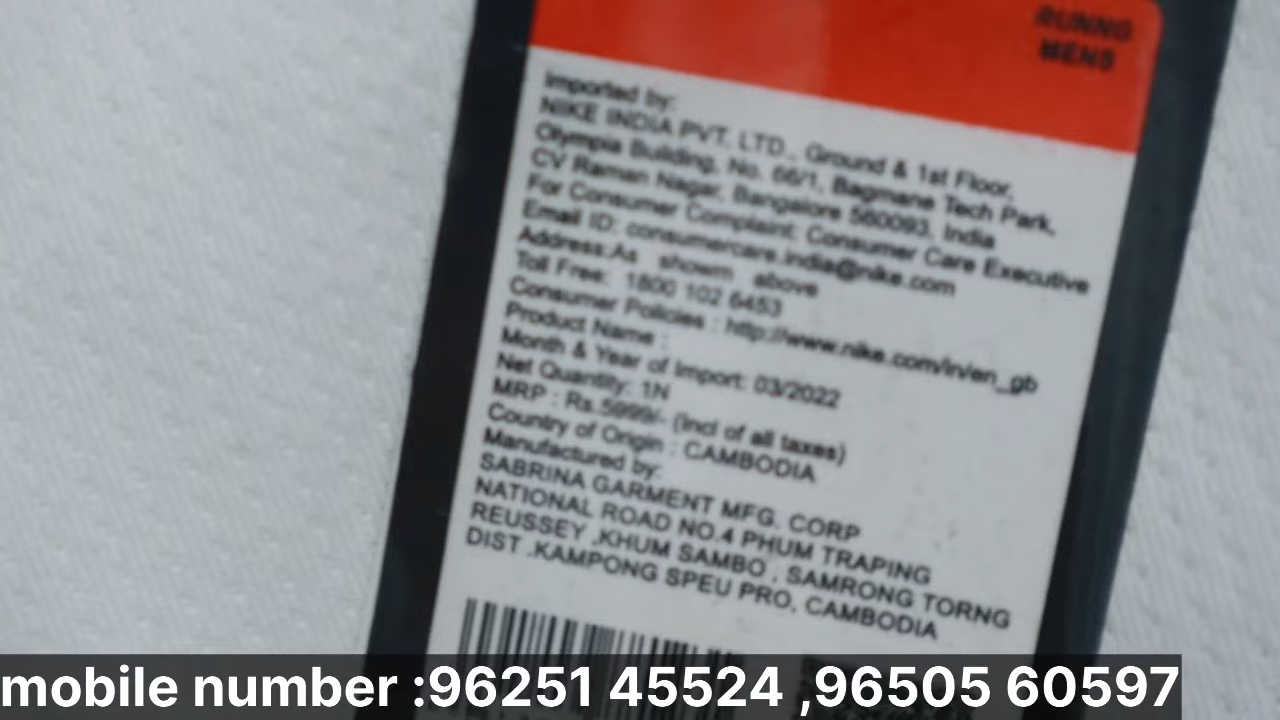 RUNNG
MENS
Imported by:
NIKE INDIA PVT. LTD., Ground & 1st Floor,
Olympia Building, No. 66/1, Bagmane Tech Park,
CV Raman Nagar, Bangalore 560093, India
For Consumer Complaint: Consumer Care Executive
Email ID: consumercare.india@nike.com
Address:As showm above
Toll Free: 1800 102 6453
Consumer Policies : http://www.nike.com/in/en_gb
Product Name :
Month & Year of Import: 03/2022
Net Quantity: 1N
MRP : Rs.5999/- (Incl of all taxes)
Country of Origin : CAMBODIA
Manufactured by:
SABRINA GARMENT MFG. CORP
NATIONAL ROAD NO.4 PHUM TRAPING
REUSSEY .KHUM SAMBO , SAMRONG TORNG
DIST .KAMPONG SPEU PRO, CAMBODIA
mobile number :96251 45524 ,96505 60597